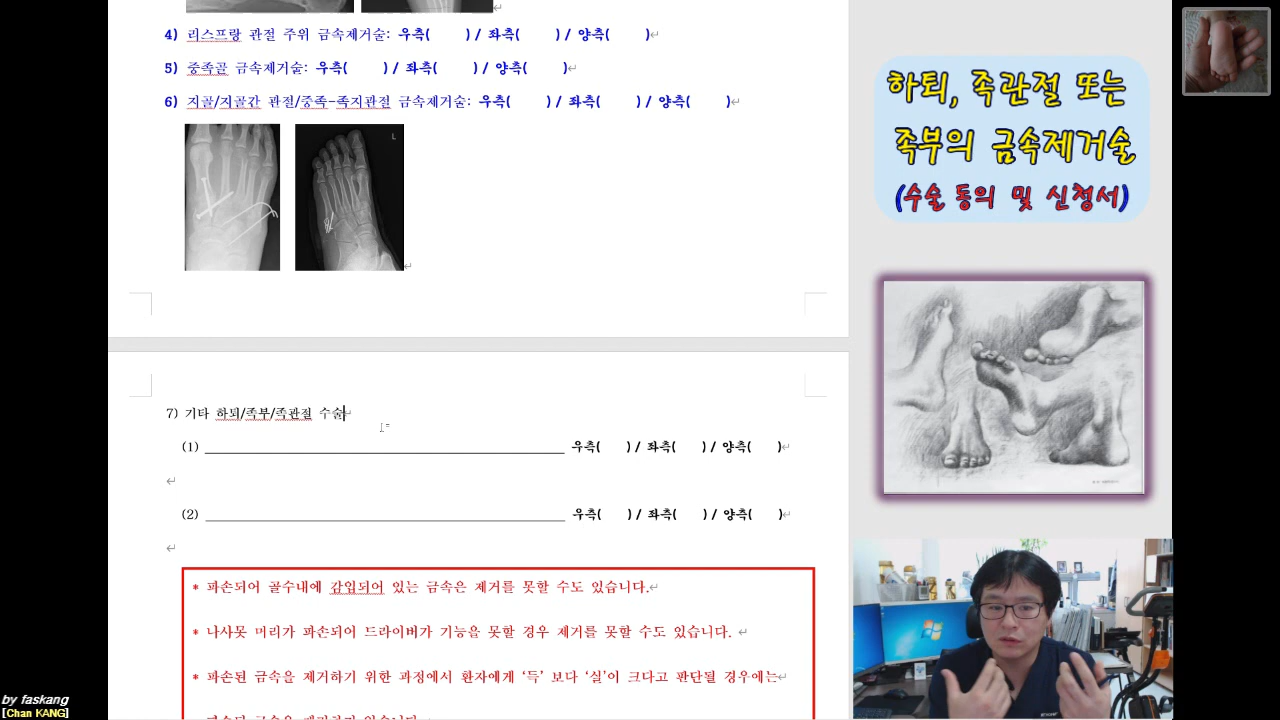 4) 리스프랑 관절 주위 금속제거술: 우측( ) / 좌측( ) / 양측( )
5) 중족골 금속제거술: 우측( ) / 좌측( ) / 양측( )
6) 지골/지골간 관절/중족-족지관절 금속제거술: 우측( ) / 좌측( ) / 양측( )
L
7) 기타 하퇴/족부/족관절 수술
(1) ______ 우측( ) / 좌측( ) / 양측( )
(2) ______ 우측( ) / 좌측( ) / 양측( )
* 파손되어 골수내에 감입되어 있는 금속은 제거를 못할 수도 있습니다.
* 나사못 머리가 파손되어 드라이버가 기능을 못할 경우 제거를 못할 수도 있습니다.
* 파손된 금속을 제거하기 위한 과정에서 환자에게 ‘득’ 보다 ‘실’이 크다고 판단될 경우에는
하퇴, 족관절 또는
족부의 금속제거술
(수술 동의 및 신청서)
by faskang
[Chan KANG]